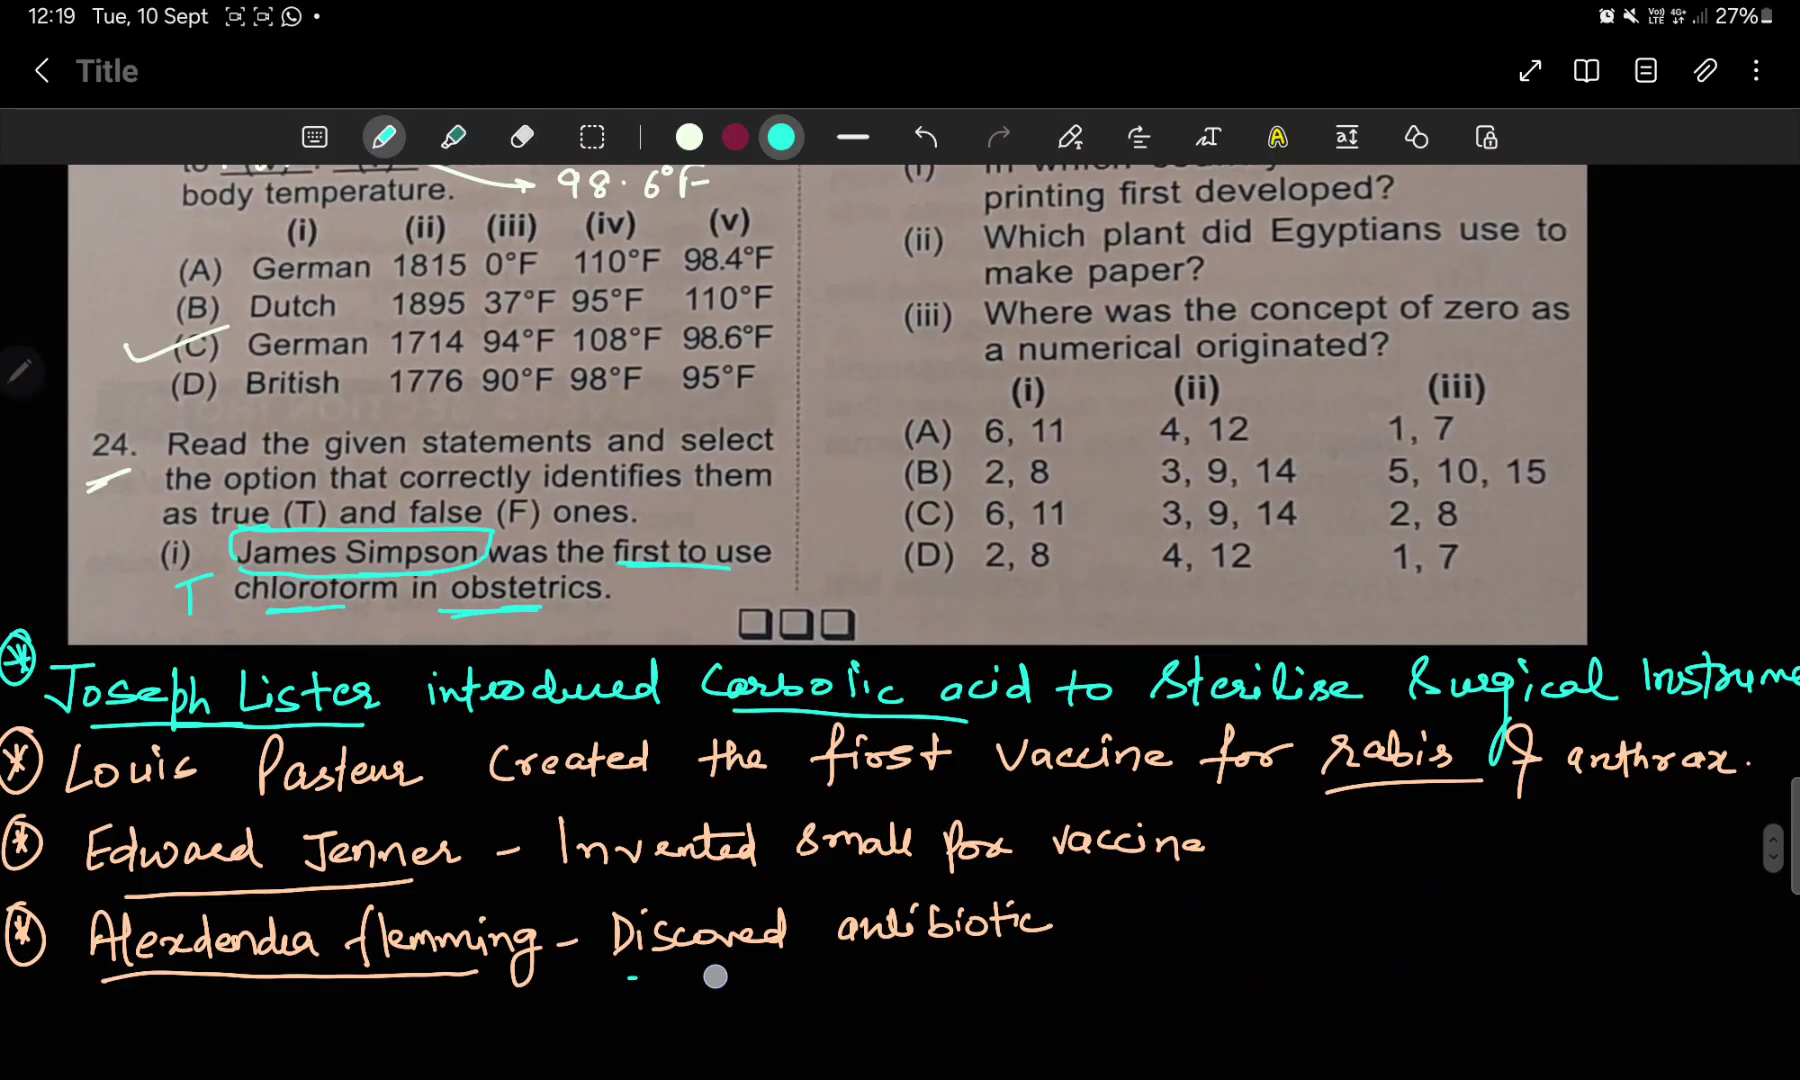 12:19 Tue, 10 Sept
27%
Title
98.6°F
body temperature.
(i) (ii) (iii) (iv) (v)
(A) German 1815 0°F 110°F 98.4°F
(B) Dutch 1895 37°F 95°F 110°F
(C) German 1714 94°F 108°F 98.6°F
(D) British 1776 90°F 98°F 95°F
24. Read the given statements and select
the option that correctly identifies them
as true (T) and false (F) ones.
(i) James Simpson was the first to use
T chloroform in obstetrics.
printing first developed?
(ii) Which plant did Egyptians use to
make paper?
(iii) Where was the concept of zero as
a numerical originated?
(i) (ii) (iii)
(A) 6, 11 4, 12 1, 7
(B) 2, 8 3, 9, 14 5, 10, 15
(C) 6, 11 3, 9, 14 2, 8
(D) 2, 8 4, 12 1, 7
Joseph Lister introduced Carbolic acid to Sterilise Surgical Instrume
Louis Pasteur Created the first Vaccine for rabis & anthrax.
Edward Jenner - Invented small pox vaccine
Alexdendra flemming - Discoved antibiotic